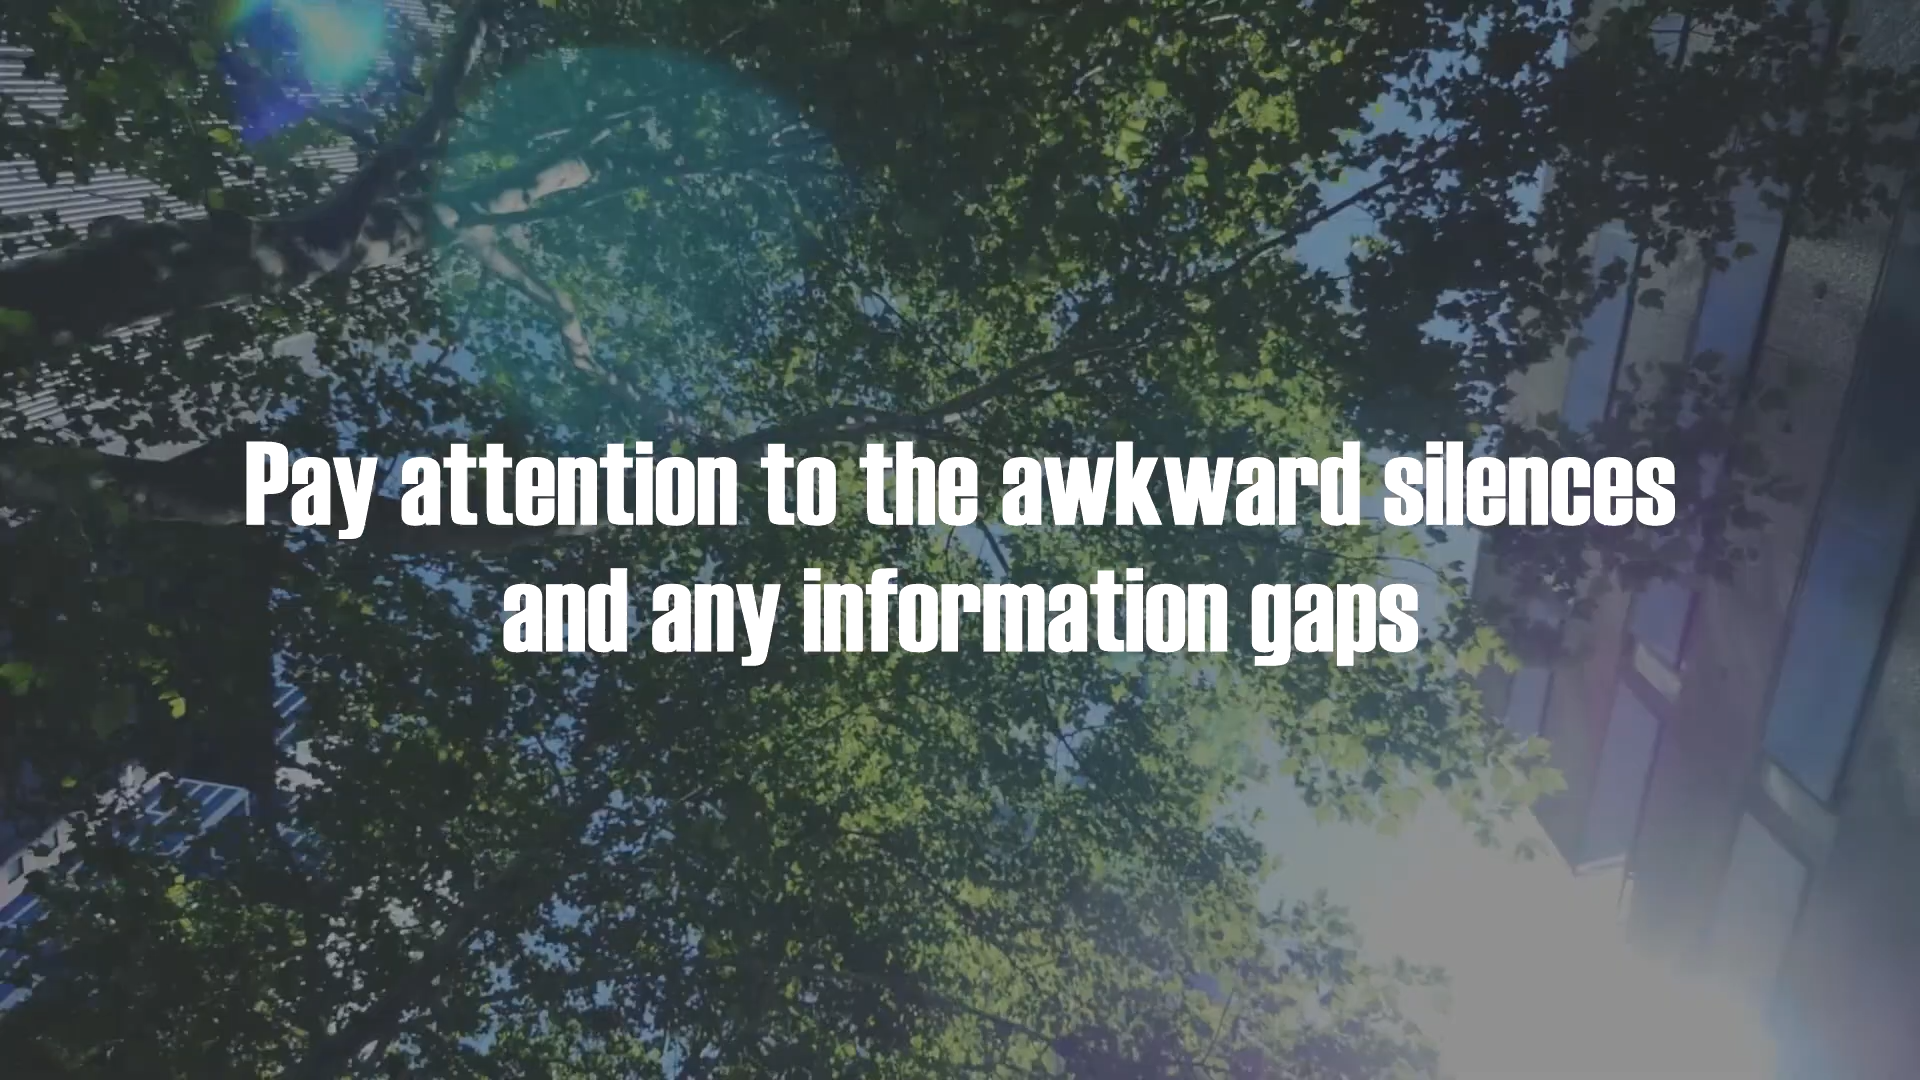 Pay attention to the awkward silences
and any information gaps